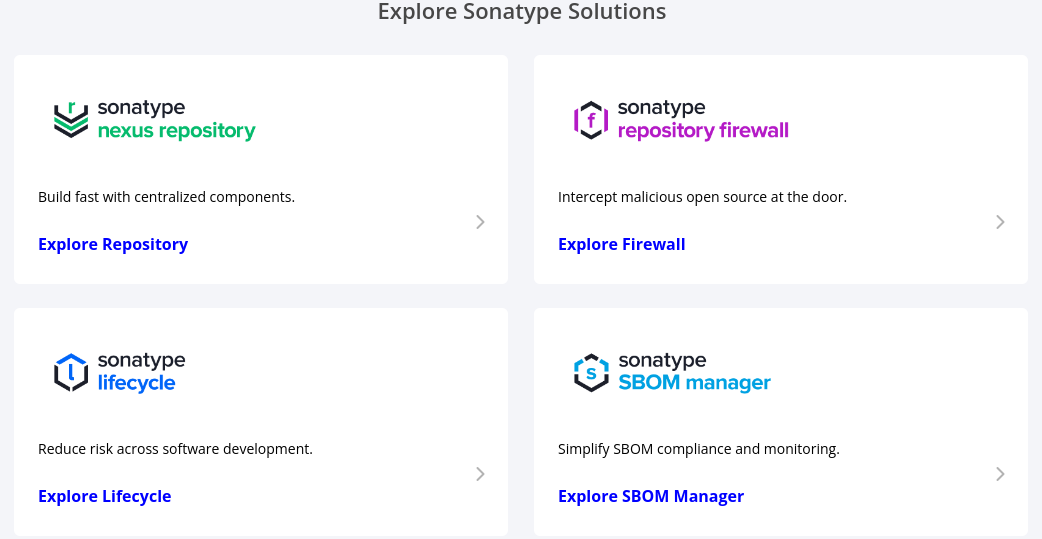 Explore Sonatype Solutions
r
sonatype
nexus repository
Build fast with centralized components.
Explore Repository
f
sonatype
repository firewall
Intercept malicious open source at the door.
Explore Firewall
l
sonatype
lifecycle
Reduce risk across software development.
Explore Lifecycle
s
sonatype
SBOM manager
Simplify SBOM compliance and monitoring.
Explore SBOM Manager